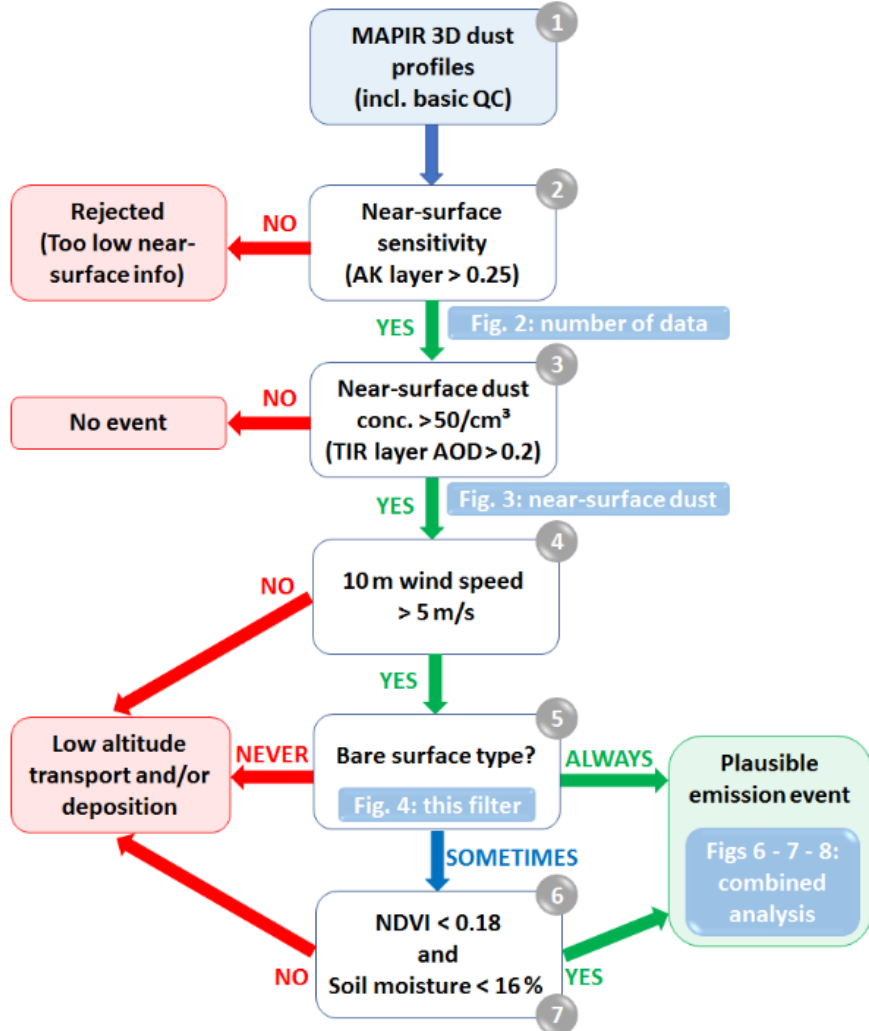 1
MAPIR 3D dust
profiles
(incl. basic QC)
2
Rejected
(Too low near-
surface info)
NO
Near-surface
sensitivity
(AK layer > 0.25)
YES
Fig. 2: number of data
3
No event
NO
Near-surface dust
conc. >50/cm³
(TIR layer AOD> 0.2)
YES
Fig. 3: near-surface dust
4
NO
10 m wind speed
> 5 m/s
YES
5
Low altitude
transport and/or
deposition
NEVER
Bare surface type?
Fig. 4: this filter
ALWAYS
Plausible
emission event
Figs 6 - 7 - 8:
combined
analysis
SOMETIMES
6
NO
NDVI < 0.18
and
Soil moisture < 16 %
YES
7